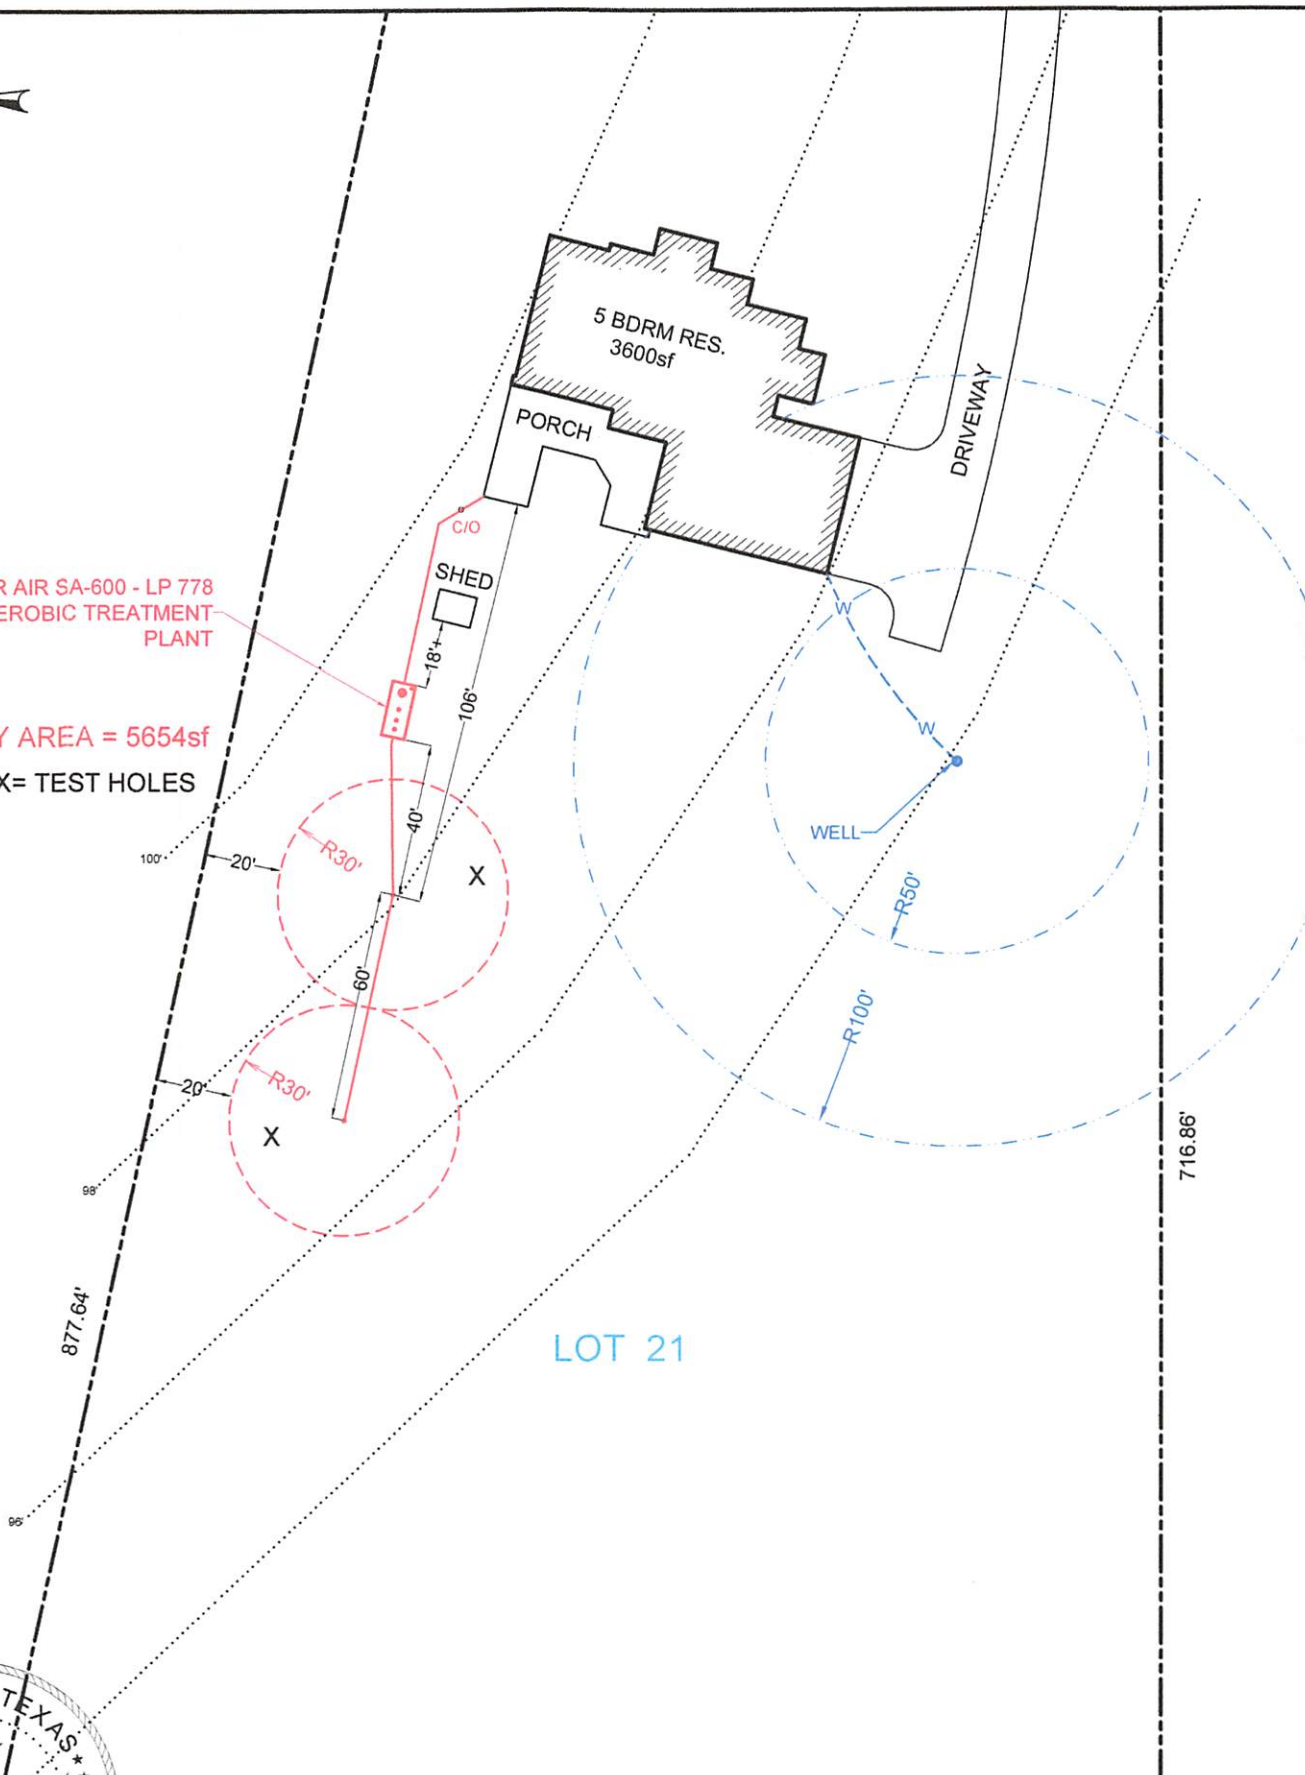 5 BDRM RES.
3600sf
PORCH
DRIVEWAY
C/O
SHED
R AIR SA-600 - LP 778
EROBIC TREATMENT
PLANT
18'+
106'
Y AREA = 5654sf
X= TEST HOLES
W
W
WELL
40'
100'
20'
R30'
X
R50'
60'
R100'
20'
R30'
X
716.86'
98'
877.64'
LOT 21
96'
TEXAS